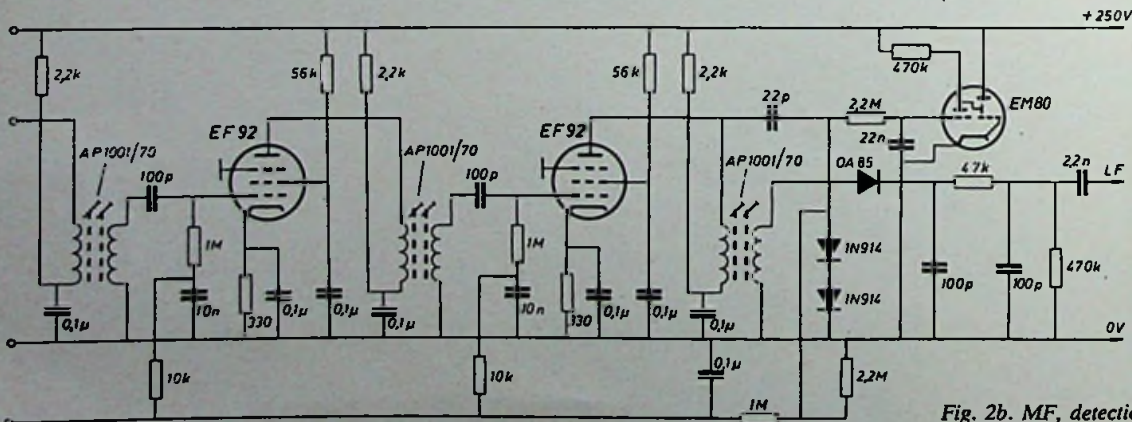 +250V
2,2k
56k
2,2k
56k
2,2k
470k
EM80
22p
2,2M
22n
EF92
EF92
AP1001/70
AP1001/70
AP1001/70
100p
100p
OA85
47k
2,2n
LF
1M
1M
1N914
1N914
100p
100p
470k
10n
330
0,1µ
0,1µ
10n
330
0,1µ
0,1µ
0,1µ
0,1µ
0,1µ
0V
10k
10k
0,1µ
2,2M
1M
Fig. 2b. MF, detectie